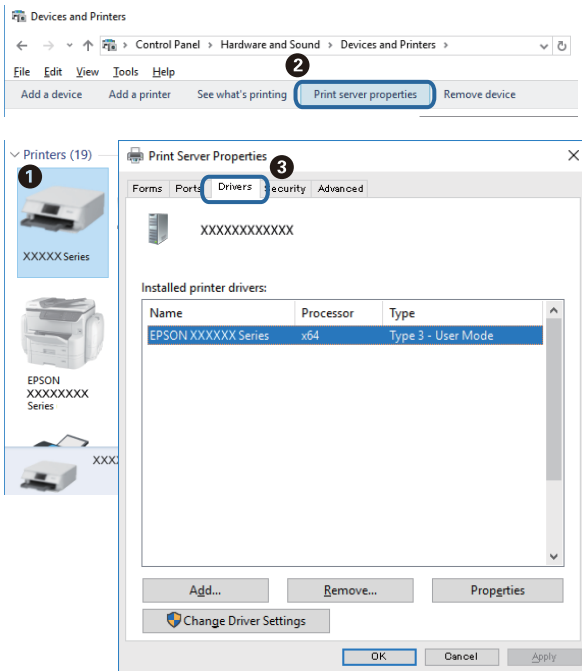 Devices and Printers
Control Panel > Hardware and Sound > Devices and Printers >
File Edit View Tools Help
2
Add a device Add a printer See what's printing Print server properties Remove device
Printers (19)
1
XXXXX Series
EPSON
XXXXXXXX
Series
XXX
Print Server Properties
3
Forms Ports Drivers Security Advanced
XXXXXXXXXXXX
Installed printer drivers:
Name Processor Type
EPSON XXXXXX Series x64 Type 3 - User Mode
Add... Remove... Properties
Change Driver Settings
OK Cancel Apply